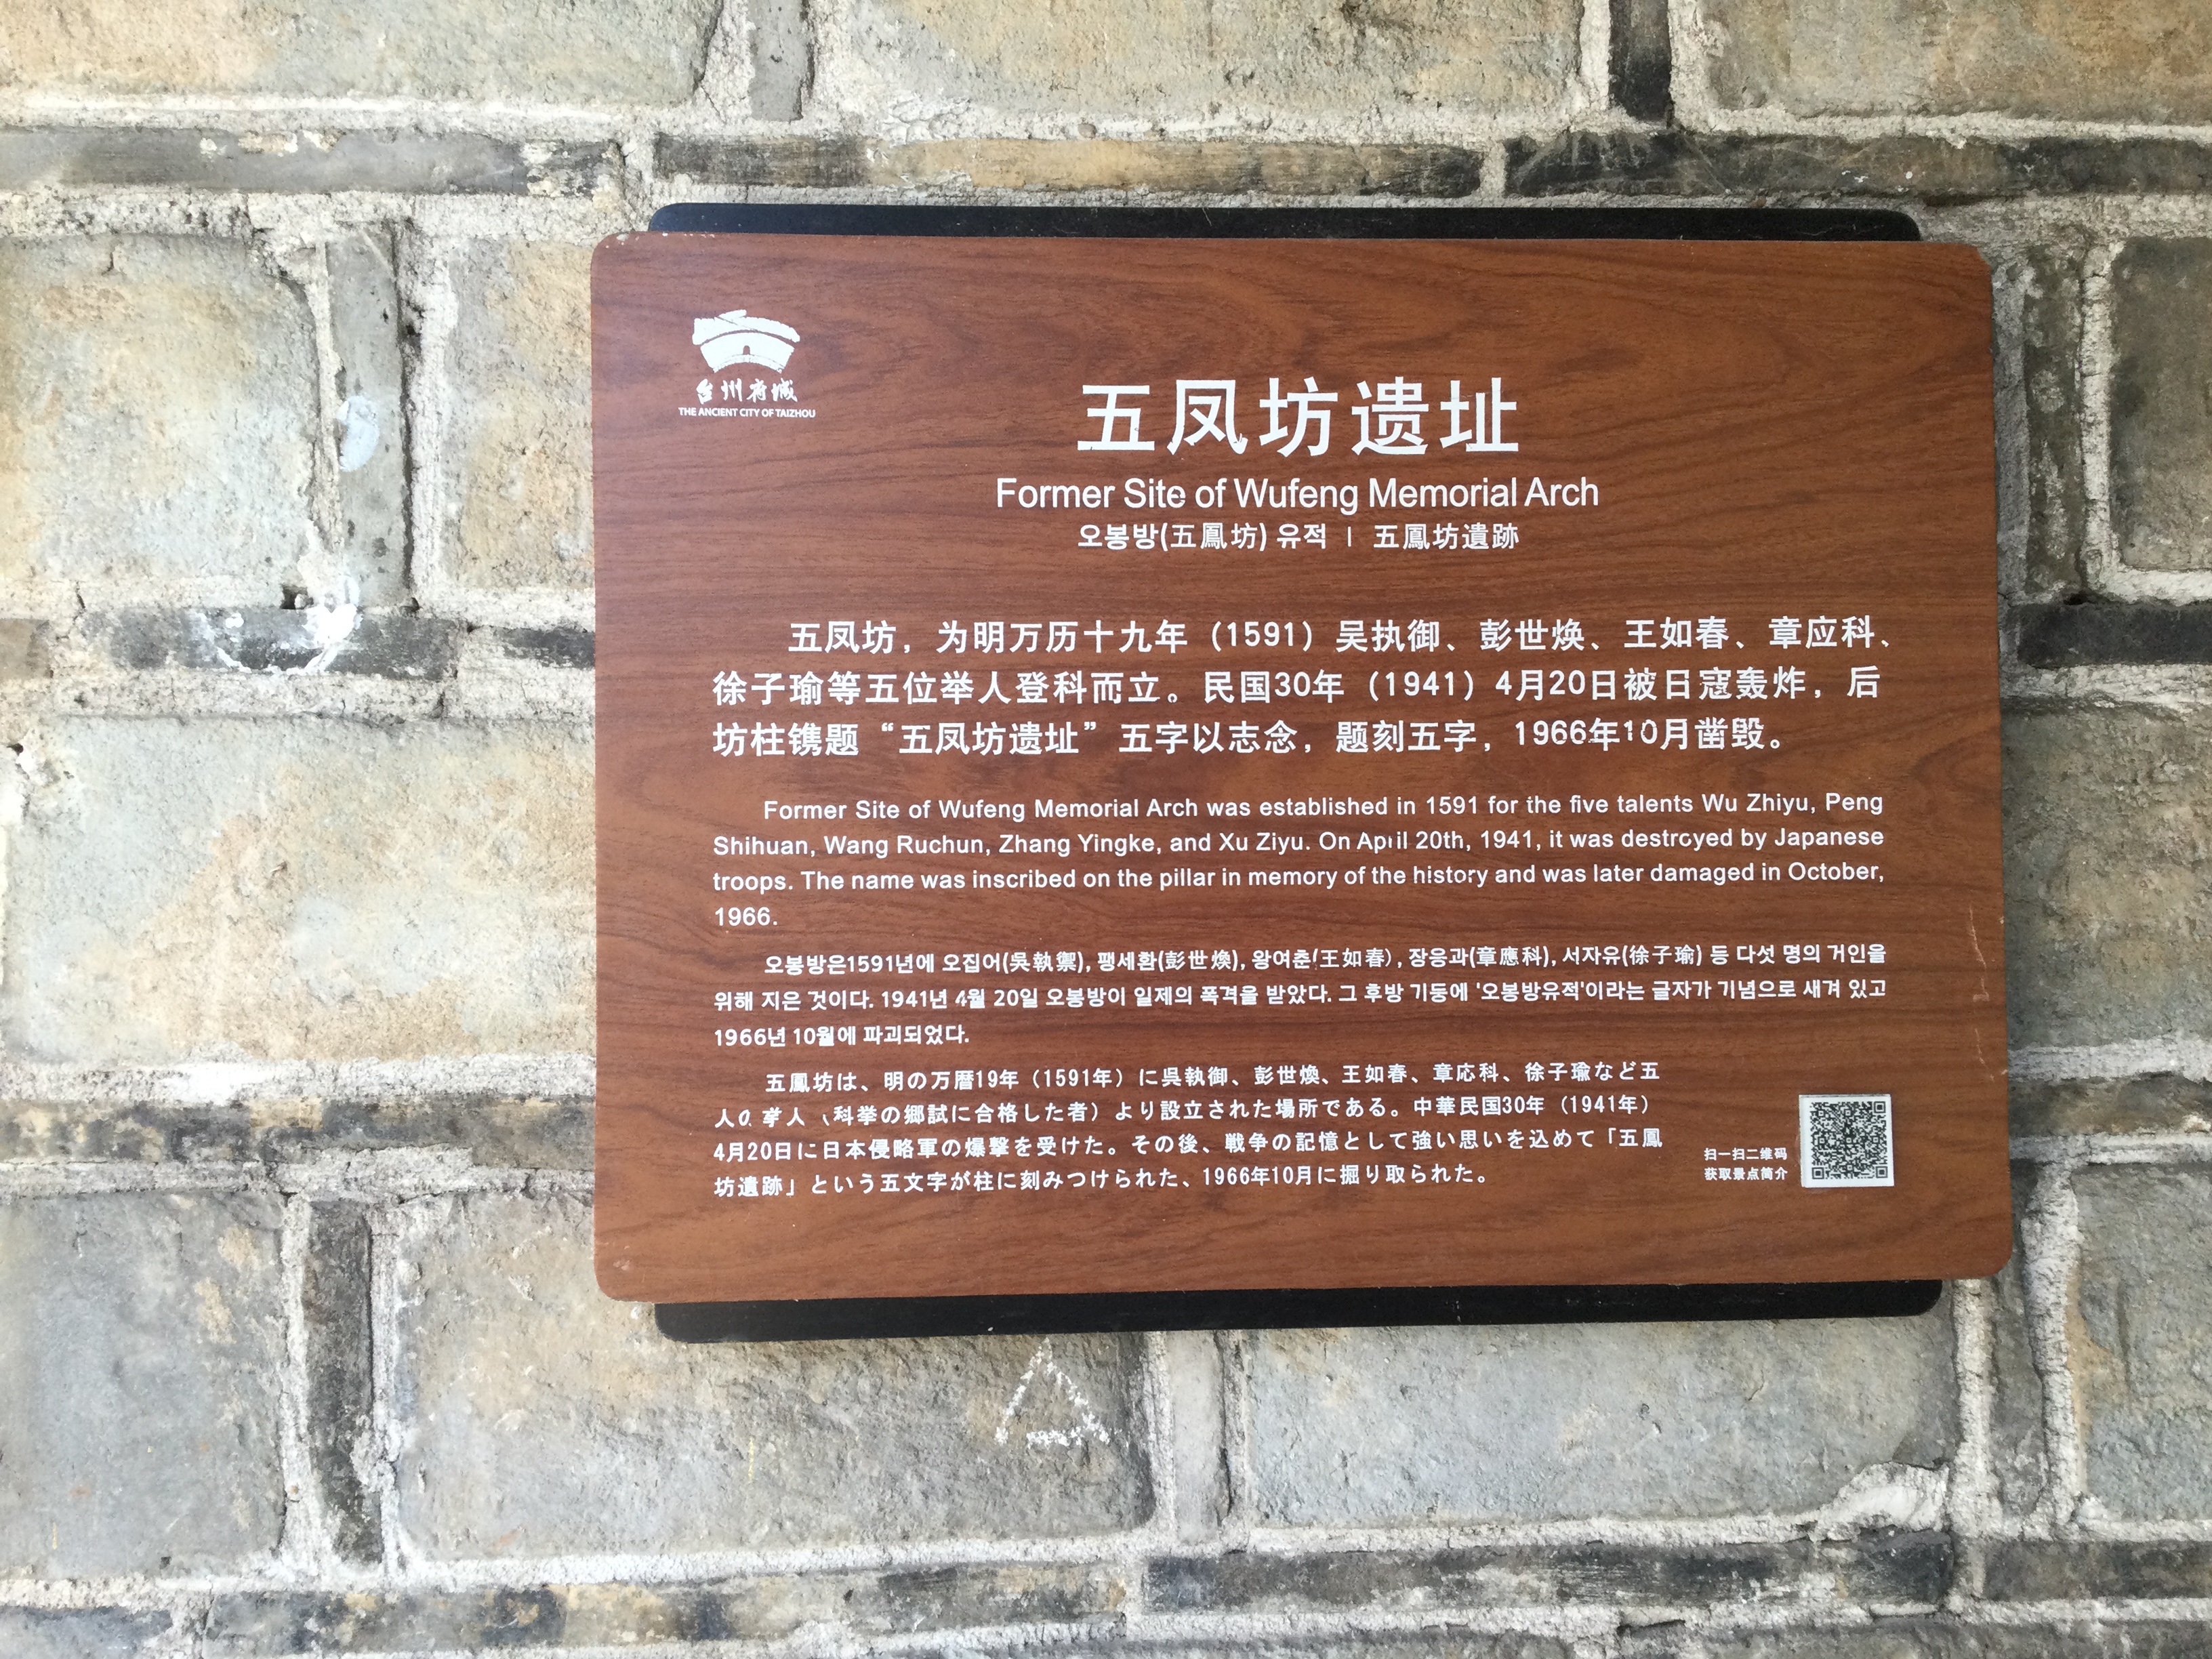 台州府城
THE ANCIENT CITY OF TAIZHOU
五凤坊遗址
Former Site of Wufeng Memorial Arch
오봉방(五鳳坊) 유적 | 五鳳坊遺跡
五凤坊，为明万历十九年（1591）吴执御、彭世焕、王如春、章应科、
徐子瑜等五位举人登科而立。民国30年（1941）4月20日被日寇轰炸，后
坊柱镌题“五凤坊遗址”五字以志念，题刻五字，1966年10月凿毁。
Former Site of Wufeng Memorial Arch was established in 1591 for the five talents Wu Zhiyu, Peng
Shihuan, Wang Ruchun, Zhang Yingke, and Xu Ziyu. On April 20th, 1941, it was destroyed by Japanese
troops. The name was inscribed on the pillar in memory of the history and was later damaged in October,
1966.
오봉방은1591년에 오집어(吳執禦), 팽세환(彭世煥), 왕여춘(王如春), 장응과(章應科), 서자유(徐子瑜) 등 다섯 명의 거인을
위해 지은 것이다. 1941년 4월 20일 오봉방이 일제의 폭격을 받았다. 그 후방 기둥에 '오봉방유적'이라는 글자가 기념으로 새겨 있고
1966년 10월에 파괴되었다.
五鳳坊は、明の万暦19年（1591年）に呉執御、彭世煥、王如春、章応科、徐子瑜など五
人の挙人（科挙の郷試に合格した者）より設立された場所である。中華民国30年（1941年）
4月20日に日本侵略軍の爆撃を受けた。その後、戦争の記憶として強い思いを込めて「五鳳
坊遺跡」という五文字が柱に刻みつけられた、1966年10月に掘り取られた。
扫一扫二维码
获取景点简介